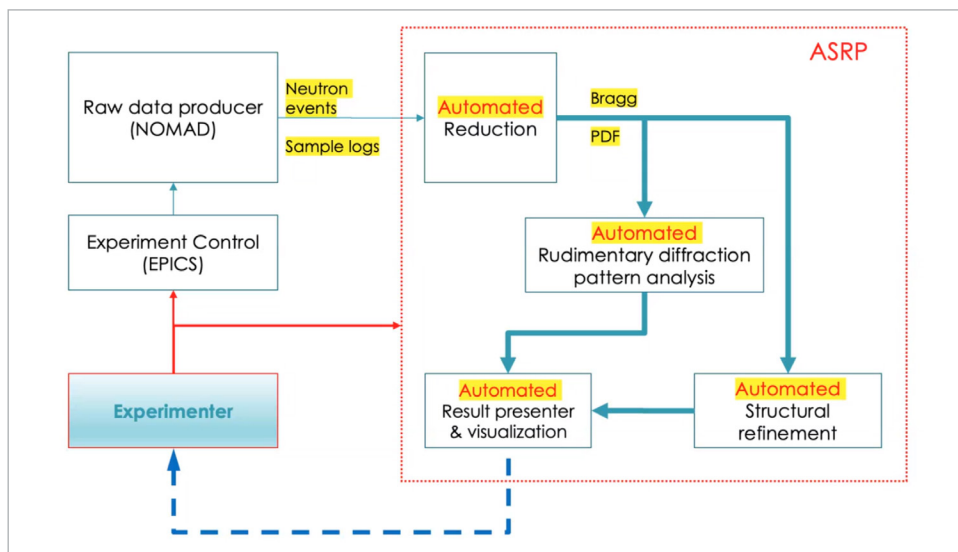 ASRP
Raw data producer
(NOMAD)
Neutron
events
Sample logs
Automated
Reduction
Bragg
PDF
Experiment Control
(EPICS)
Automated
Rudimentary diffraction
pattern analysis
Experimenter
Automated
Result presenter
& visualization
Automated
Structural
refinement